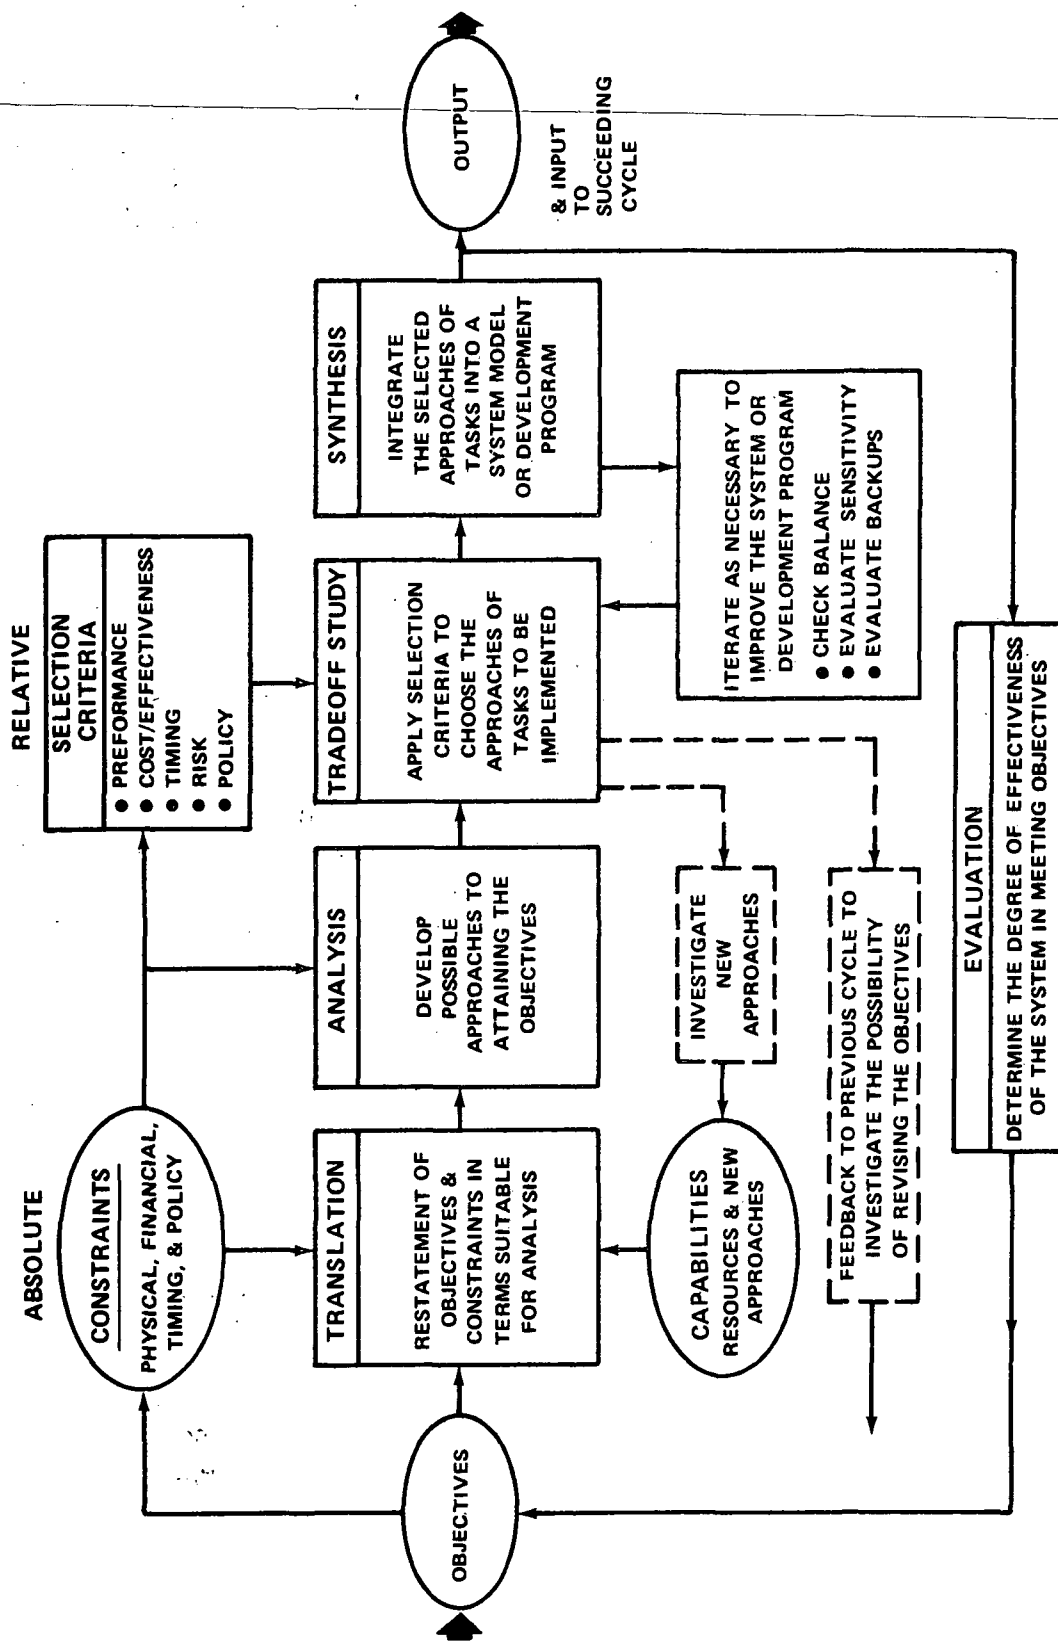 ABSOLUTE
CONSTRAINTS
PHYSICAL, FINANCIAL,
TIMING, & POLICY
RELATIVE
SELECTION
CRITERIA
● PREFORMANCE
● COST/EFFECTIVENESS
● TIMING
● RISK
● POLICY
OBJECTIVES
TRANSLATION
RESTATEMENT OF
OBJECTIVES &
CONSTRAINTS IN
TERMS SUITABLE
FOR ANALYSIS
ANALYSIS
DEVELOP
POSSIBLE
APPROACHES TO
ATTAINING THE
OBJECTIVES
TRADEOFF STUDY
APPLY SELECTION
CRITERIA TO
CHOOSE THE
APPROACHES OF
TASKS TO BE
IMPLEMENTED
SYNTHESIS
INTEGRATE
THE SELECTED
APPROACHES OF
TASKS INTO A
SYSTEM MODEL
OR DEVELOPMENT
PROGRAM
OUTPUT
& INPUT
TO
SUCCEEDING
CYCLE
CAPABILITIES
RESOURCES & NEW
APPROACHES
INVESTIGATE
NEW
APPROACHES
ITERATE AS NECESSARY TO
IMPROVE THE SYSTEM OR
DEVELOPMENT PROGRAM
● CHECK BALANCE
● EVALUATE SENSITIVITY
● EVALUATE BACKUPS
FEEDBACK TO PREVIOUS CYCLE TO
INVESTIGATE THE POSSIBILITY
OF REVISING THE OBJECTIVES
EVALUATION
DETERMINE THE DEGREE OF EFFECTIVENESS
OF THE SYSTEM IN MEETING OBJECTIVES